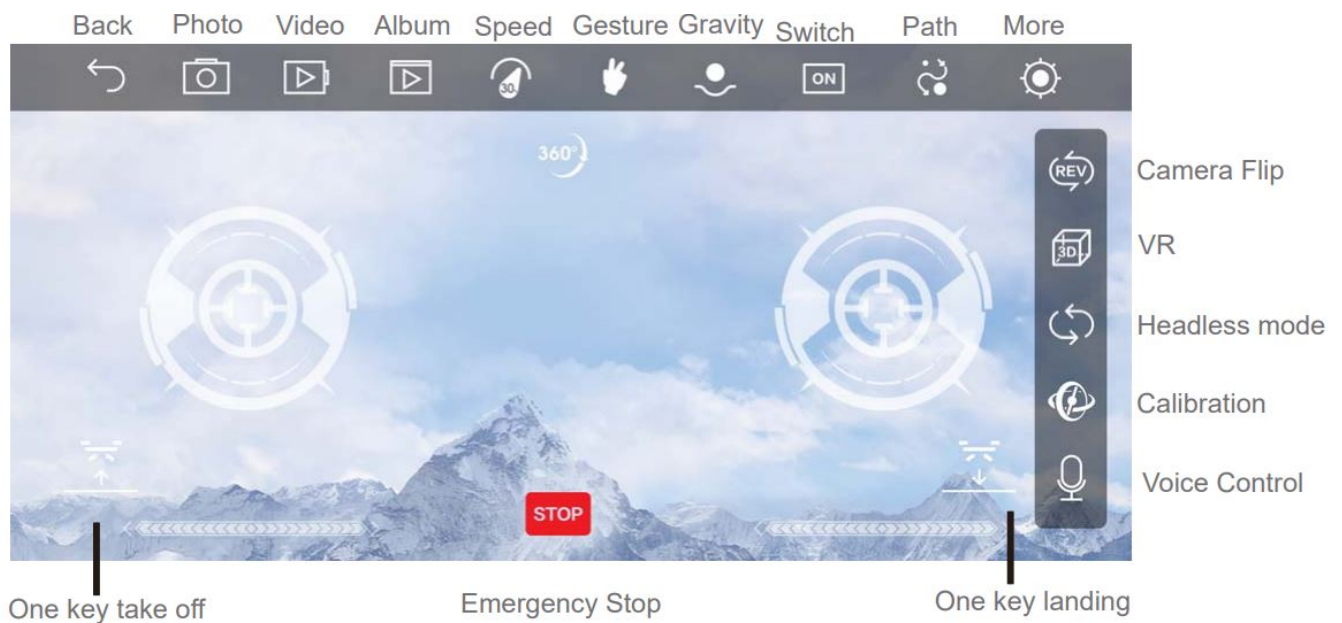 Back Photo Video Album Speed Gesture Gravity Switch Path More
30
ON
360°
REV
Camera Flip
3D
VR
Headless mode
Calibration
Voice Control
STOP
One key take off
Emergency Stop
One key landing